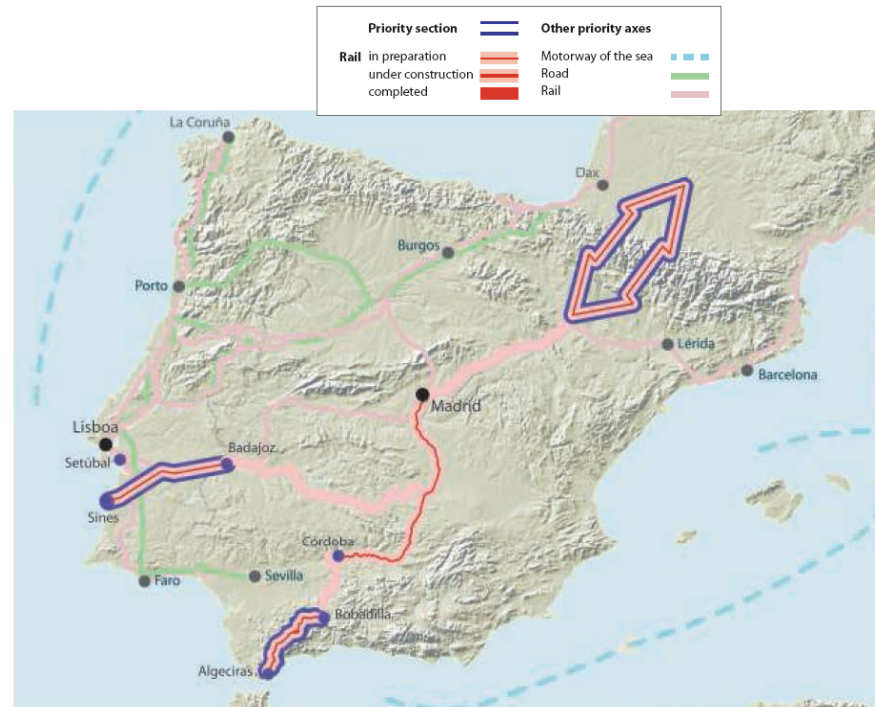 Priority section
Other priority axes
Rail in preparation
Motorway of the sea
under construction
Road
completed
Rail
La Coruña
Dax
Burgos
Porto
Lérida
Barcelona
Madrid
Lisboa
Setúbal
Badajoz
Sines
Cordoba
Faro
Sevilla
Bobadilla
Algeciras